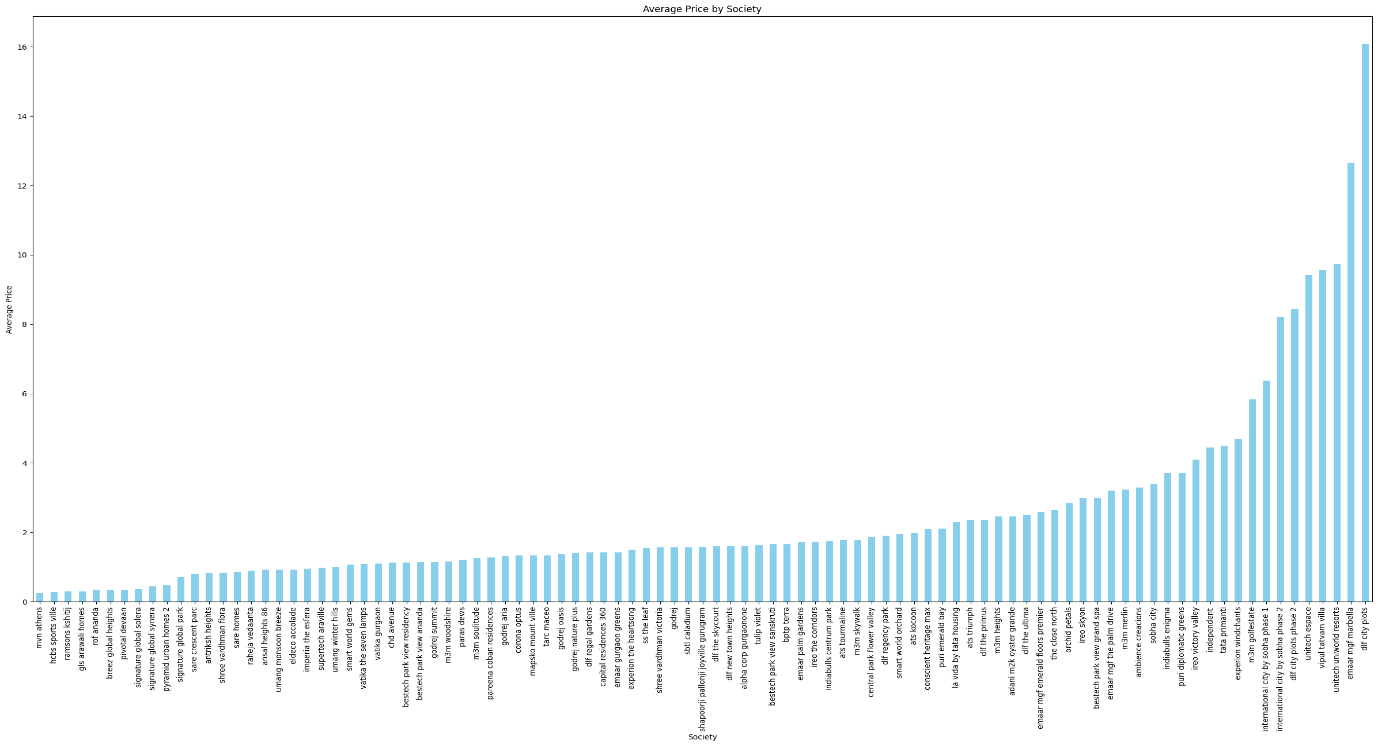 Average Price by Society
Average Price
16
14
12
10
8
6
4
2
0
mvn athens
hcbs sports ville
ramsons kshitij
gls arawali homes
rof ananda
breez global heights
pivotal devaan
signature global solera
signature global synera
pyramid urban homes 2
signature global park
sare crescent parc
antriksh heights
shree vardhman flora
sare homes
raheja vedaanta
ansal heights 86
umang monsoon breeze
eldeco accolade
imperia the esfera
supertech araville
umang winter hills
smart world gems
vatika the seven lamps
vatika gurgaon
chd avenue
bestech park view residency
bestech park view ananda
godrej summit
m3m woodshire
paras dews
m3m soulitude
pareena coban residences
godrej aria
corona optus
mapsko mount ville
tarc maceo
godrej oasis
godrej nature plus
dlf regal gardens
capital residences 360
emaar gurgaon greens
experion the heartsong
ss the leaf
shree vardhman victoria
godrej
sbtl caladium
shapoorji pallonji joyville gurugram
dlf the skycourt
dlf new town heights
alpha corp gurgaonone
tulip violet
bestech park view sanskruti
bptp terra
emaar palm gardens
ireo the corridors
indiabulls centrum park
ats tourmaline
m3m skywalk
central park flower valley
dlf regency park
smart world orchard
ats kocoon
conscient heritage max
puri emerald bay
la vida by tata housing
ats triumph
dlf the primus
m3m heights
adani m2k oyster grande
dlf the ultima
emaar mgf emerald floors premier
the close north
orchid petals
ireo skyon
bestech park view grand spa
emaar mgf the palm drive
m3m merlin
ambience creacions
sobha city
indiabulls enigma
puri diplomatic greens
ireo victory valley
independent
tata primanti
experion windchants
m3m golfestate
international city by sobha phase 1
international city by sobha phase 2
dlf city plots phase 2
unitech espace
vipul tatvam villa
unitech uniworld resorts
emaar mgf marbella
dlf city plots
Society